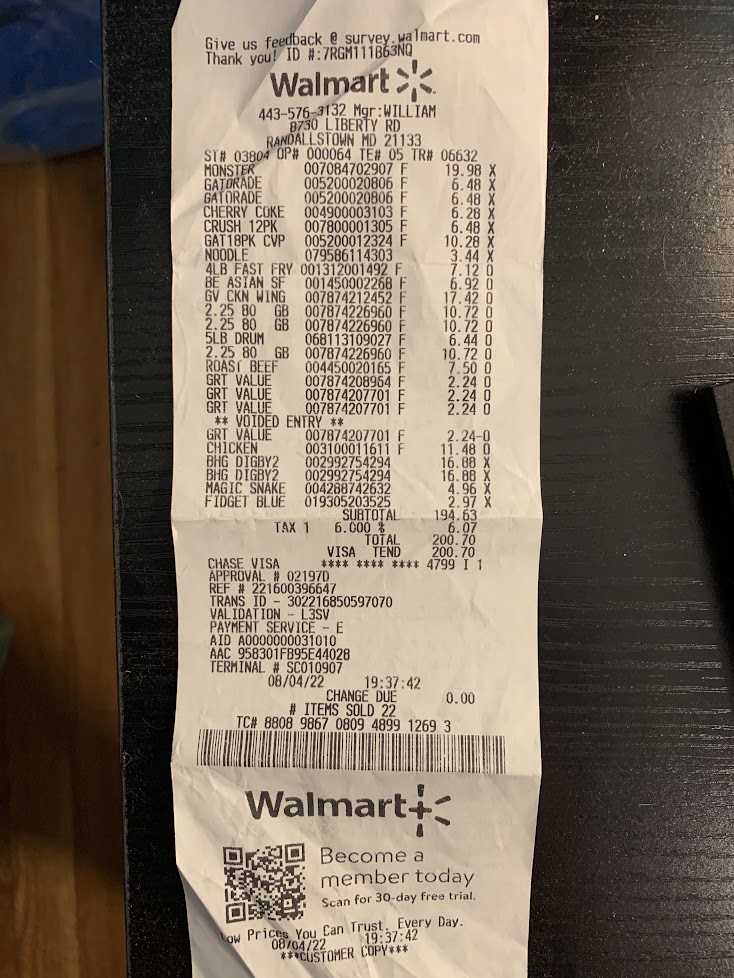 Give us feedback @ survey.walmart.com
Thank you! ID #:7RGM111B63NQ
Walmart
443-576-3132 Mgr:WILLIAM
8730 LIBERTY RD
RANDALLSTOWN MD 21133
ST# 03804 OP# 000064 TE# 05 TR# 06632
MONSTER 007084702907 F 19.98 X
GATORADE 005200020806 F 6.48 X
GATORADE 005200020806 F 6.48 X
CHERRY COKE 004900003103 F 6.28 X
CRUSH 12PK 007800001305 F 6.48 X
GAT18PK CVP 005200012324 F 10.28 X
NOODLE 079586114303 3.44 X
4LB FAST FRY 001312001492 F 7.12 O
BE ASIAN SF 001450002268 F 6.92 O
GV CKN WING 007874212452 F 17.42 O
2.25 80 GB 007874226960 F 10.72 O
2.25 80 GB 007874226960 F 10.72 O
5LB DRUM 068113109027 F 6.44 O
2.25 80 GB 007874226960 F 10.72 O
ROAST BEEF 004450020165 F 7.50 O
GRT VALUE 007874208964 F 2.24 O
GRT VALUE 007874207701 F 2.24 O
GRT VALUE 007874207701 F 2.24 O
** VOIDED ENTRY **
GRT VALUE 007874207701 F 2.24-O
CHICKEN 003100011611 F 11.48 O
BHG DIGBY2 002992754294 16.88 X
BHG DIGBY2 002992754294 16.88 X
MAGIC SNAKE 004288742632 4.96 X
FIDGET BLUE 019305203525 2.97 X
SUBTOTAL 194.63
TAX 1 6.000 % 6.07
TOTAL 200.70
VISA TEND 200.70
CHASE VISA **** **** **** 4799 I 1
APPROVAL # 02197D
REF # 221600396647
TRANS ID - 302216850597070
VALIDATION - L3SV
PAYMENT SERVICE - E
AID A0000000031010
AAC 958301FB95E44028
TERMINAL # SC010907
08/04/22 19:37:42
CHANGE DUE 0.00
# ITEMS SOLD 22
TC# 8808 9867 0809 4899 1269 3
Walmart+
Become a
member today
Scan for 30-day free trial.
Low Prices You Can Trust. Every Day.
08/04/22 19:37:42
***CUSTOMER COPY***